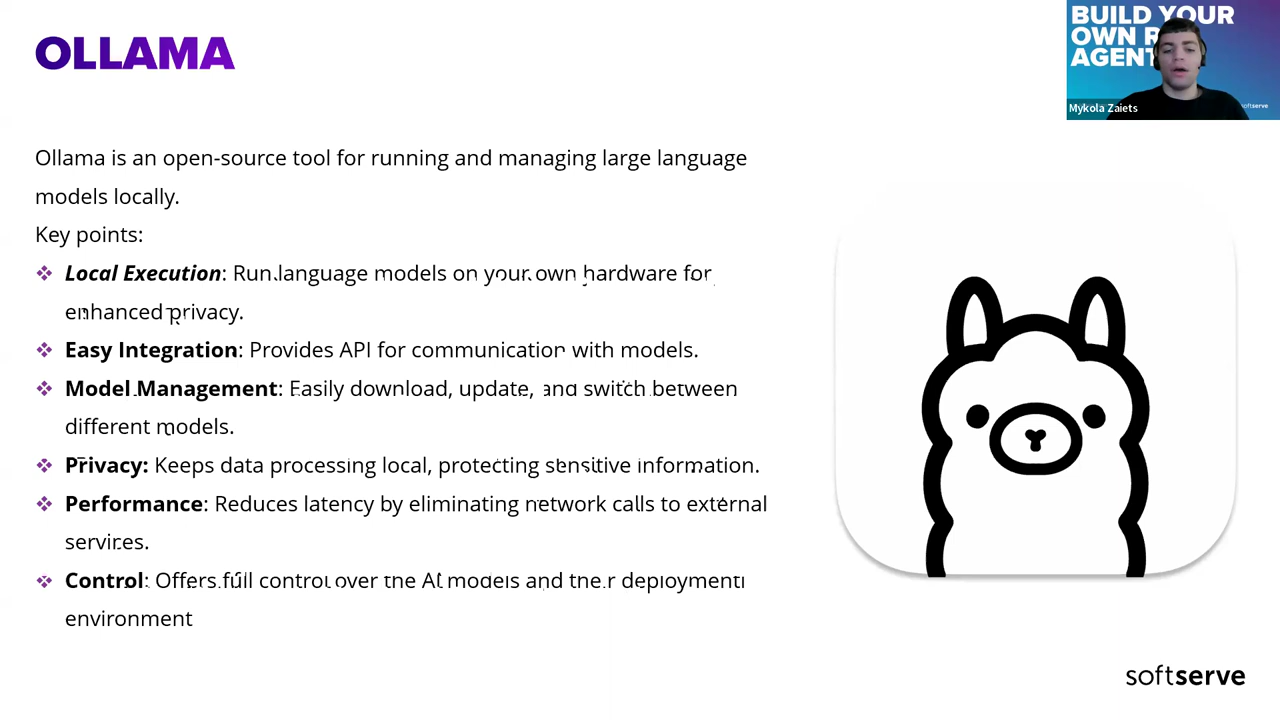 OLLAMA
Ollama is an open-source tool for running and managing large language
models locally.
Key points:
❖ Local Execution: Run language models on your own hardware for
enhanced privacy.
❖ Easy Integration: Provides API for communication with models.
❖ Model Management: Easily download, update, and switch between
different models.
❖ Privacy: Keeps data processing local, protecting sensitive information.
❖ Performance: Reduces latency by eliminating network calls to external
services.
❖ Control: Offers full control over the AI models and their deployment
environment
BUILD YOUR
OWN
AGENT
Mykola Zaiets
softserve
softserve